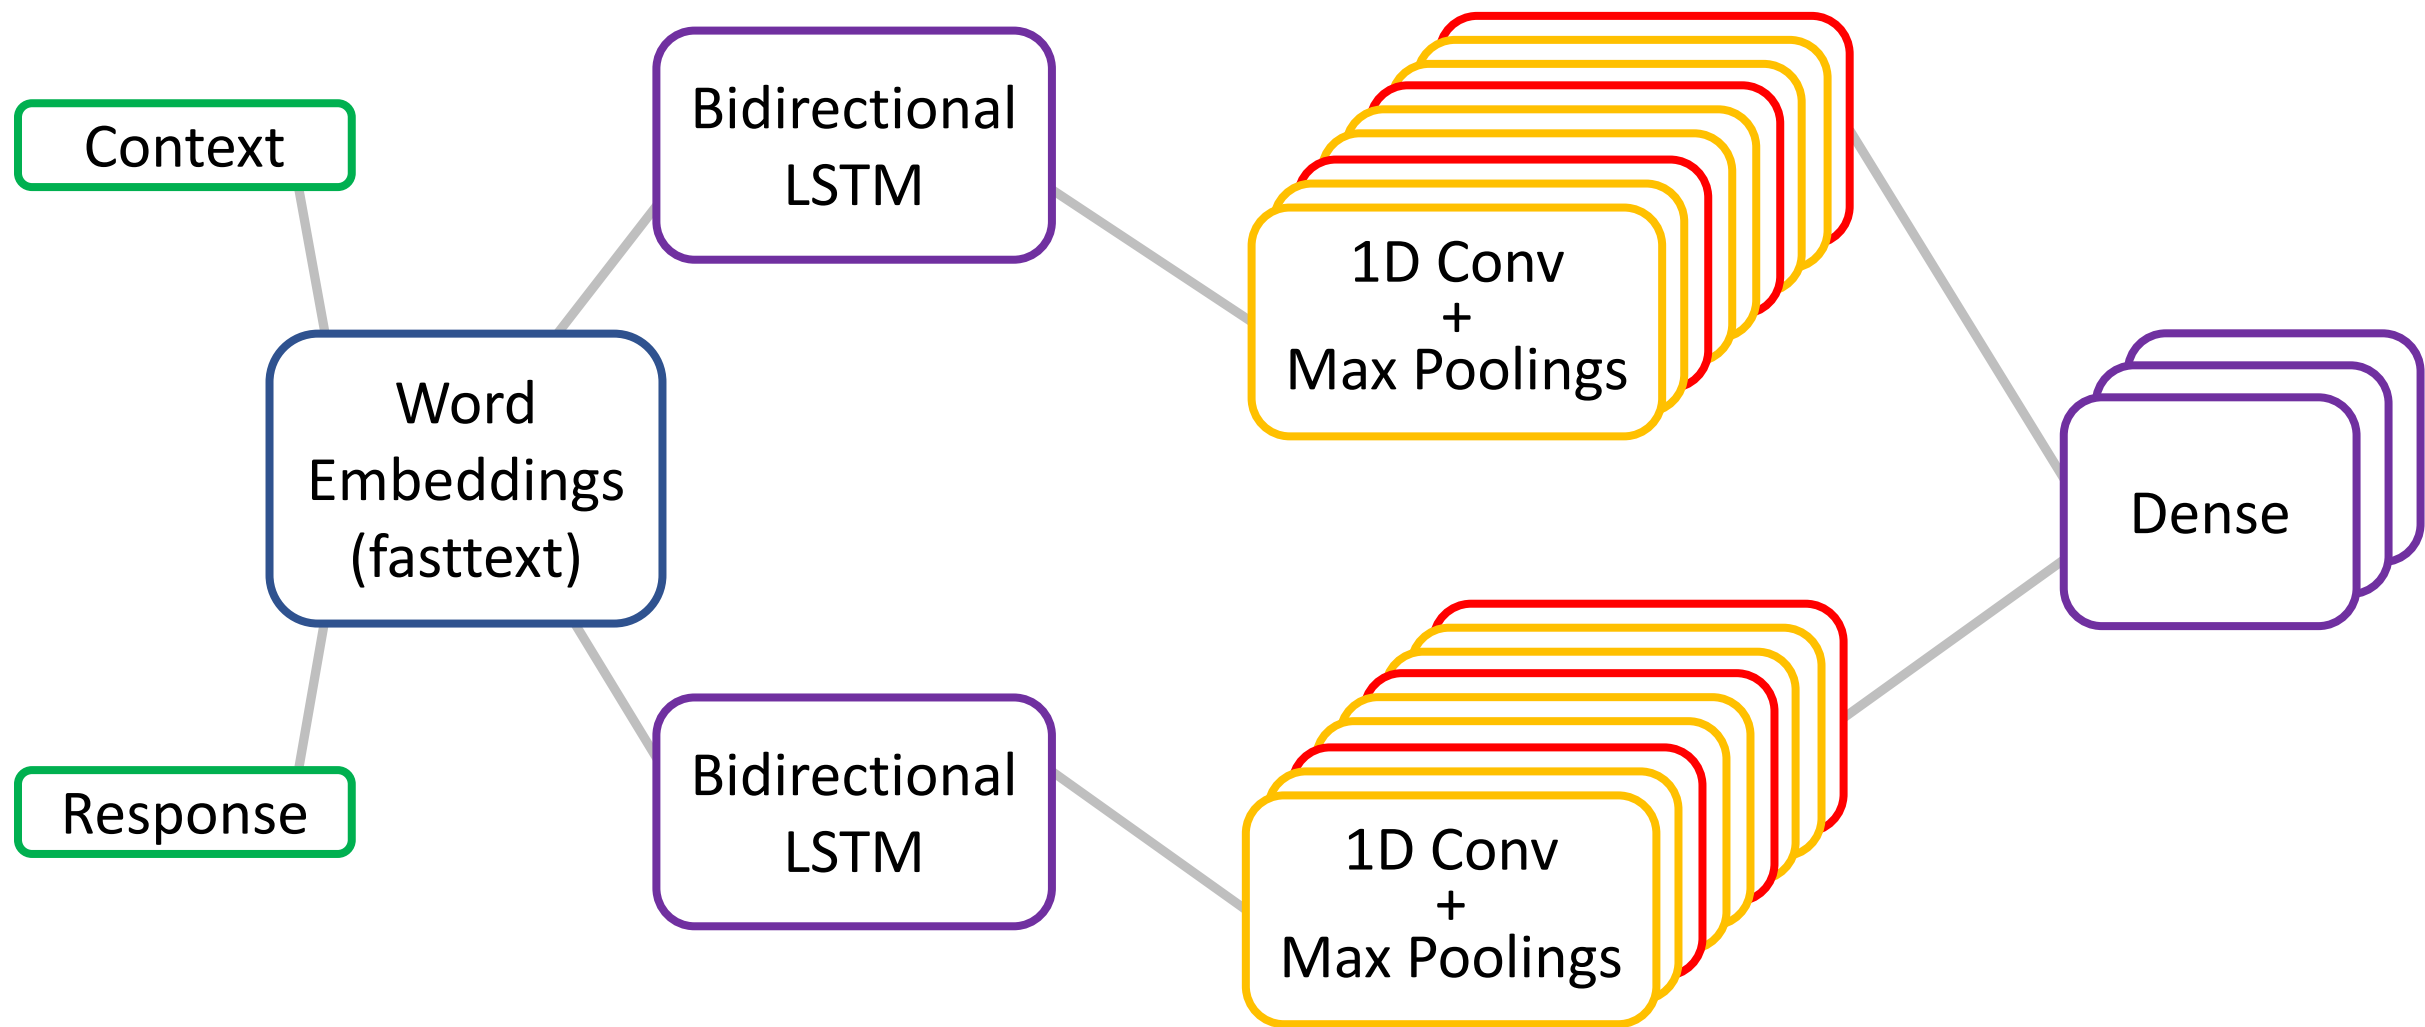 Context
Response
Word
Embeddings
(fasttext)
Bidirectional
LSTM
Bidirectional
LSTM
1D Conv
+
Max Poolings
1D Conv
+
Max Poolings
Dense